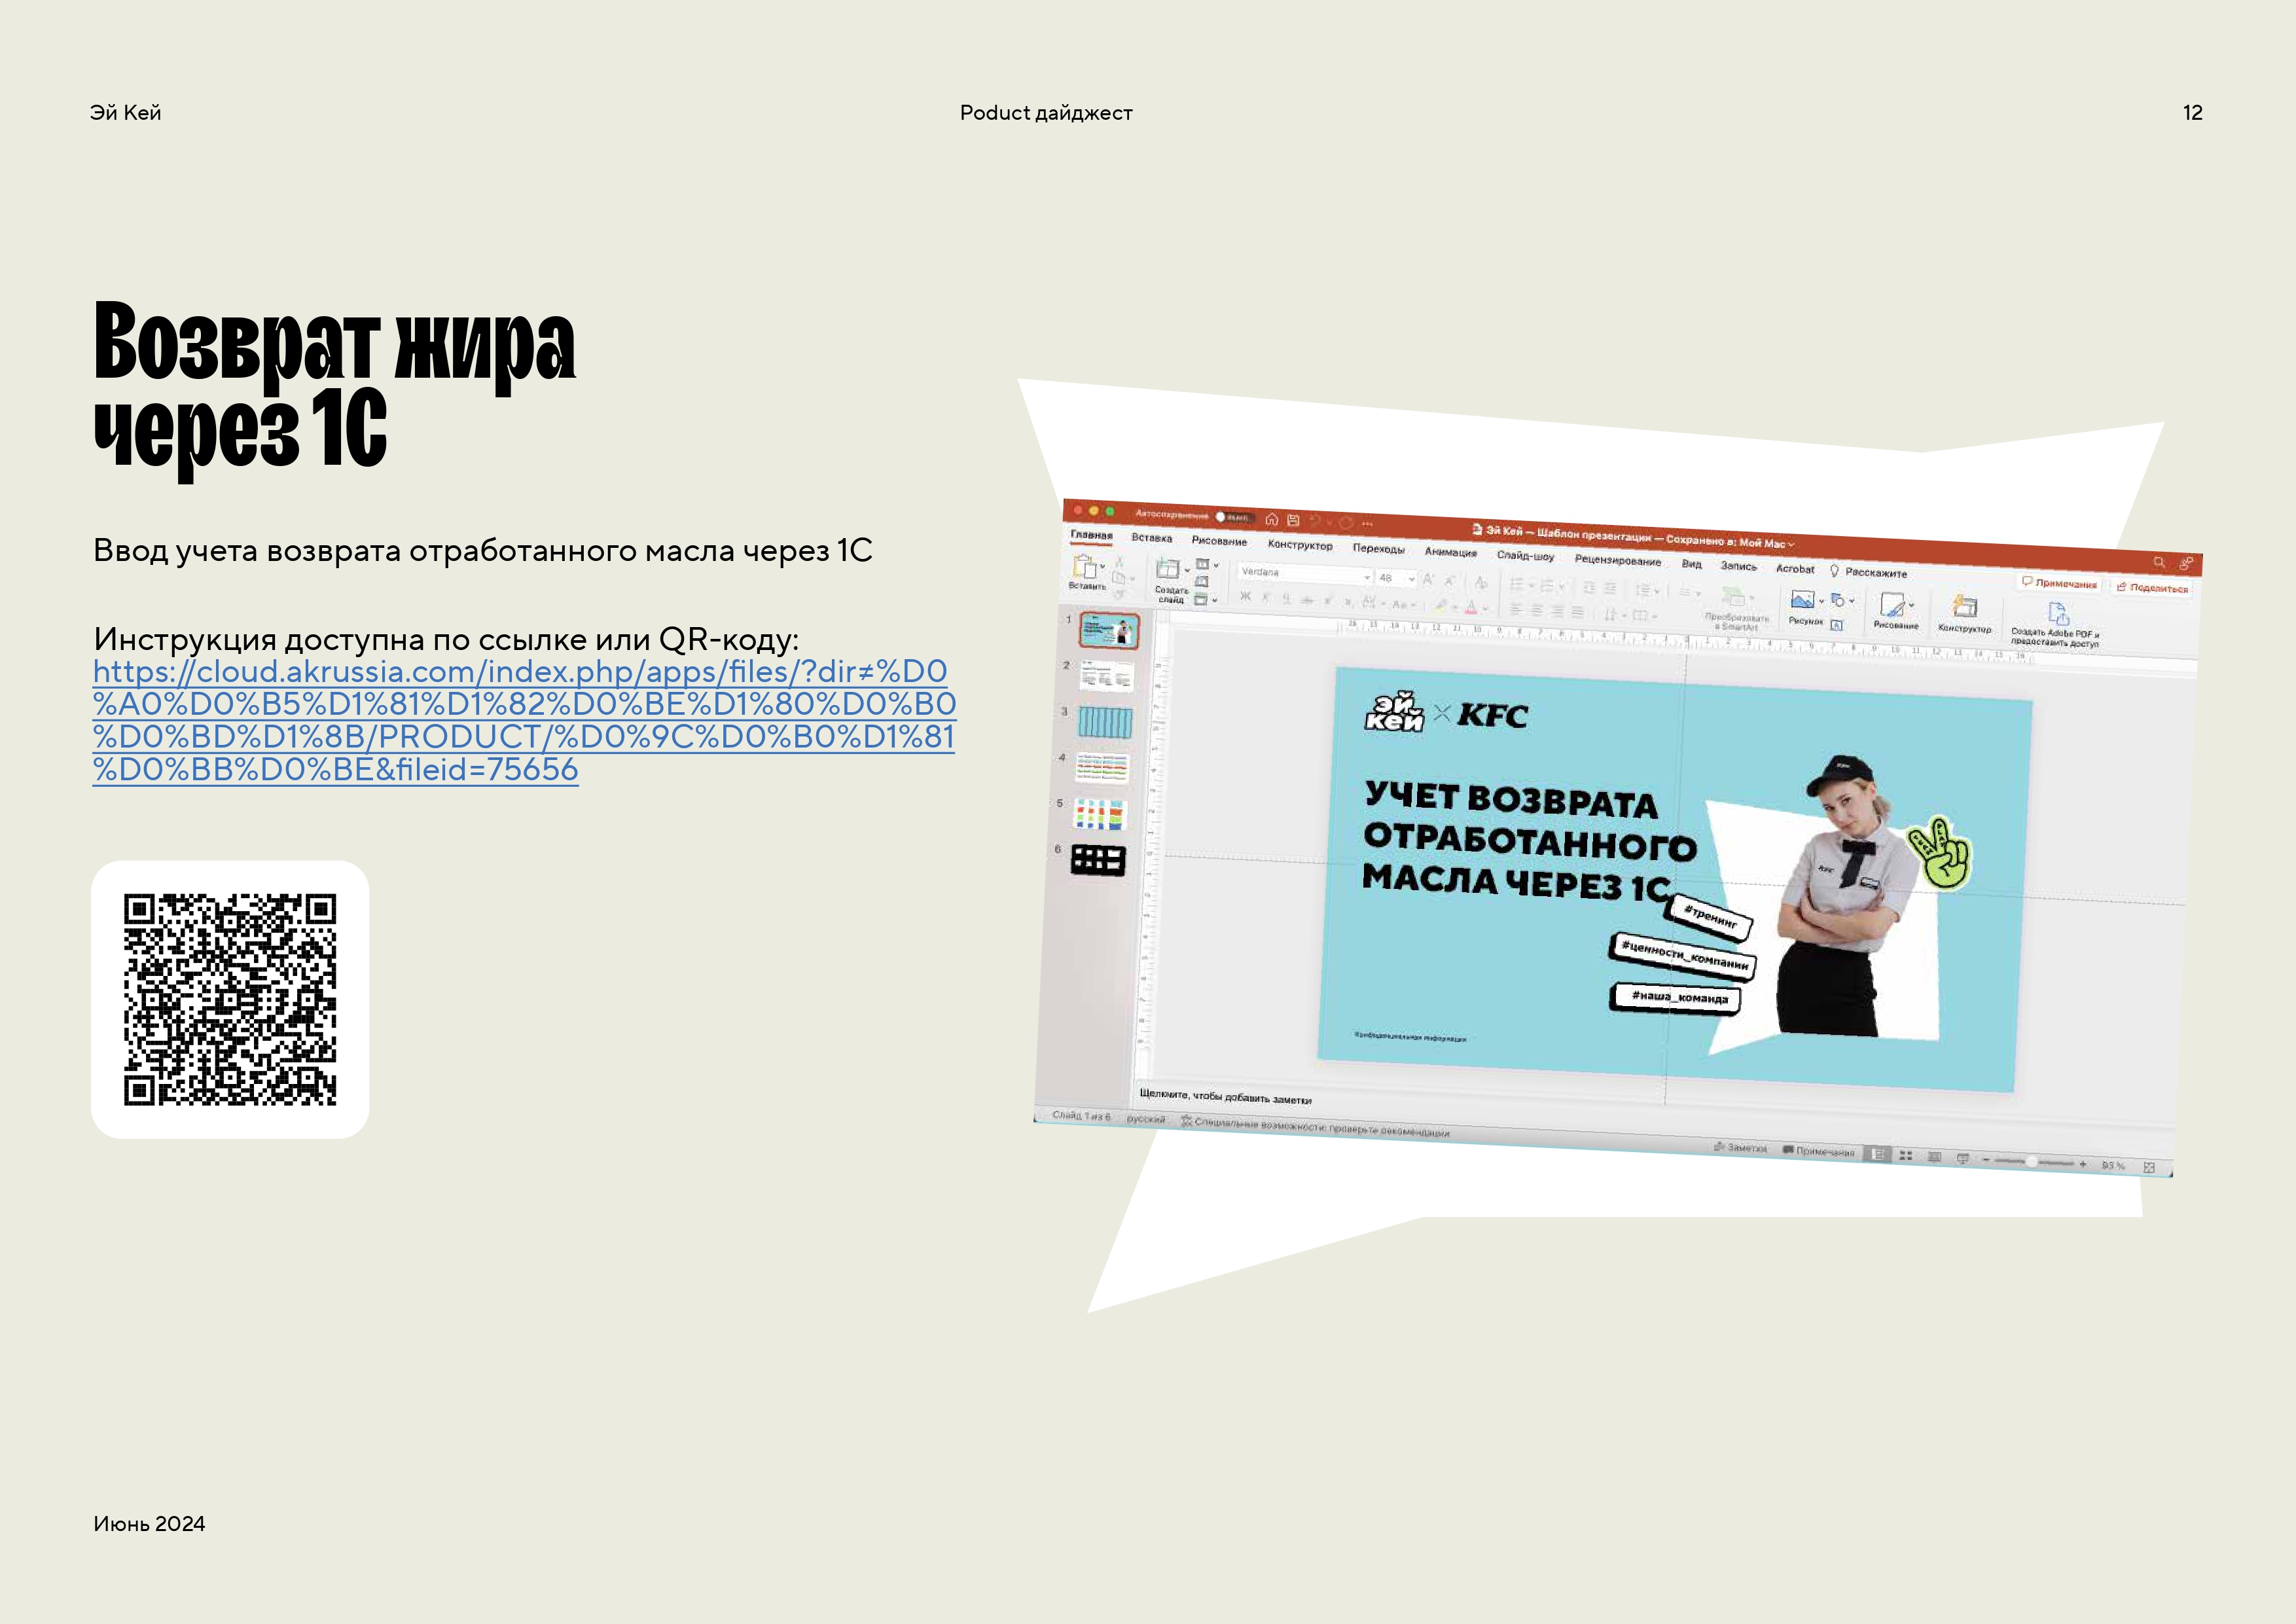 Эй Кей
Poduct дайджест
12
Возврат жира
через 1С
Ввод учета возврата отработанного масла через 1С
Инструкция доступна по ссылке или QR-коду:
https://cloud.akrussia.com/index.php/apps/files/?dir≠%D0
%A0%D0%B5%D1%81%D1%82%D0%BE%D1%80%D0%B0
%D0%BD%D1%8B/PRODUCT/%D0%9C%D0%B0%D1%81
%D0%BB%D0%BE&fileid=75656
Автосохранение
Эй Кей — Шаблон презентации — Сохранено в: Мой Mac
Главная Вставка Рисование Конструктор Переходы Анимация Слайд-шоу Рецензирование Вид Запись Acrobat Расскажите
Примечания Поделиться
Вставить
Создать
слайд
Verdana 48
Преобразовать
в SmartArt
Рисунок
Рисование
Конструктор
Создать Adobe PDF и
предоставить доступ
1
2
3
4
5
6
эй
кей × KFC
УЧЕТ ВОЗВРАТА
ОТРАБОТАННОГО
МАСЛА ЧЕРЕЗ 1С
#тренинг
#ценности_компании
#наша_команда
KFC
Конфиденциальная информация
Щелкните, чтобы добавить заметки
Слайд 1 из 6 русский Специальные возможности: проверьте рекомендации
Заметки Примечания 93 %
Июнь 2024